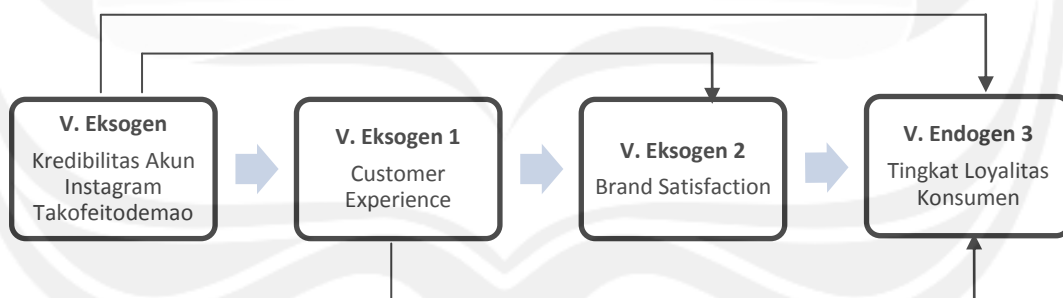 V. Eksogen
Kredibilitas Akun
Instagram
Takofeitodemao
V. Eksogen 1
Customer
Experience
V. Eksogen 2
Brand Satisfaction
V. Endogen 3
Tingkat Loyalitas
Konsumen